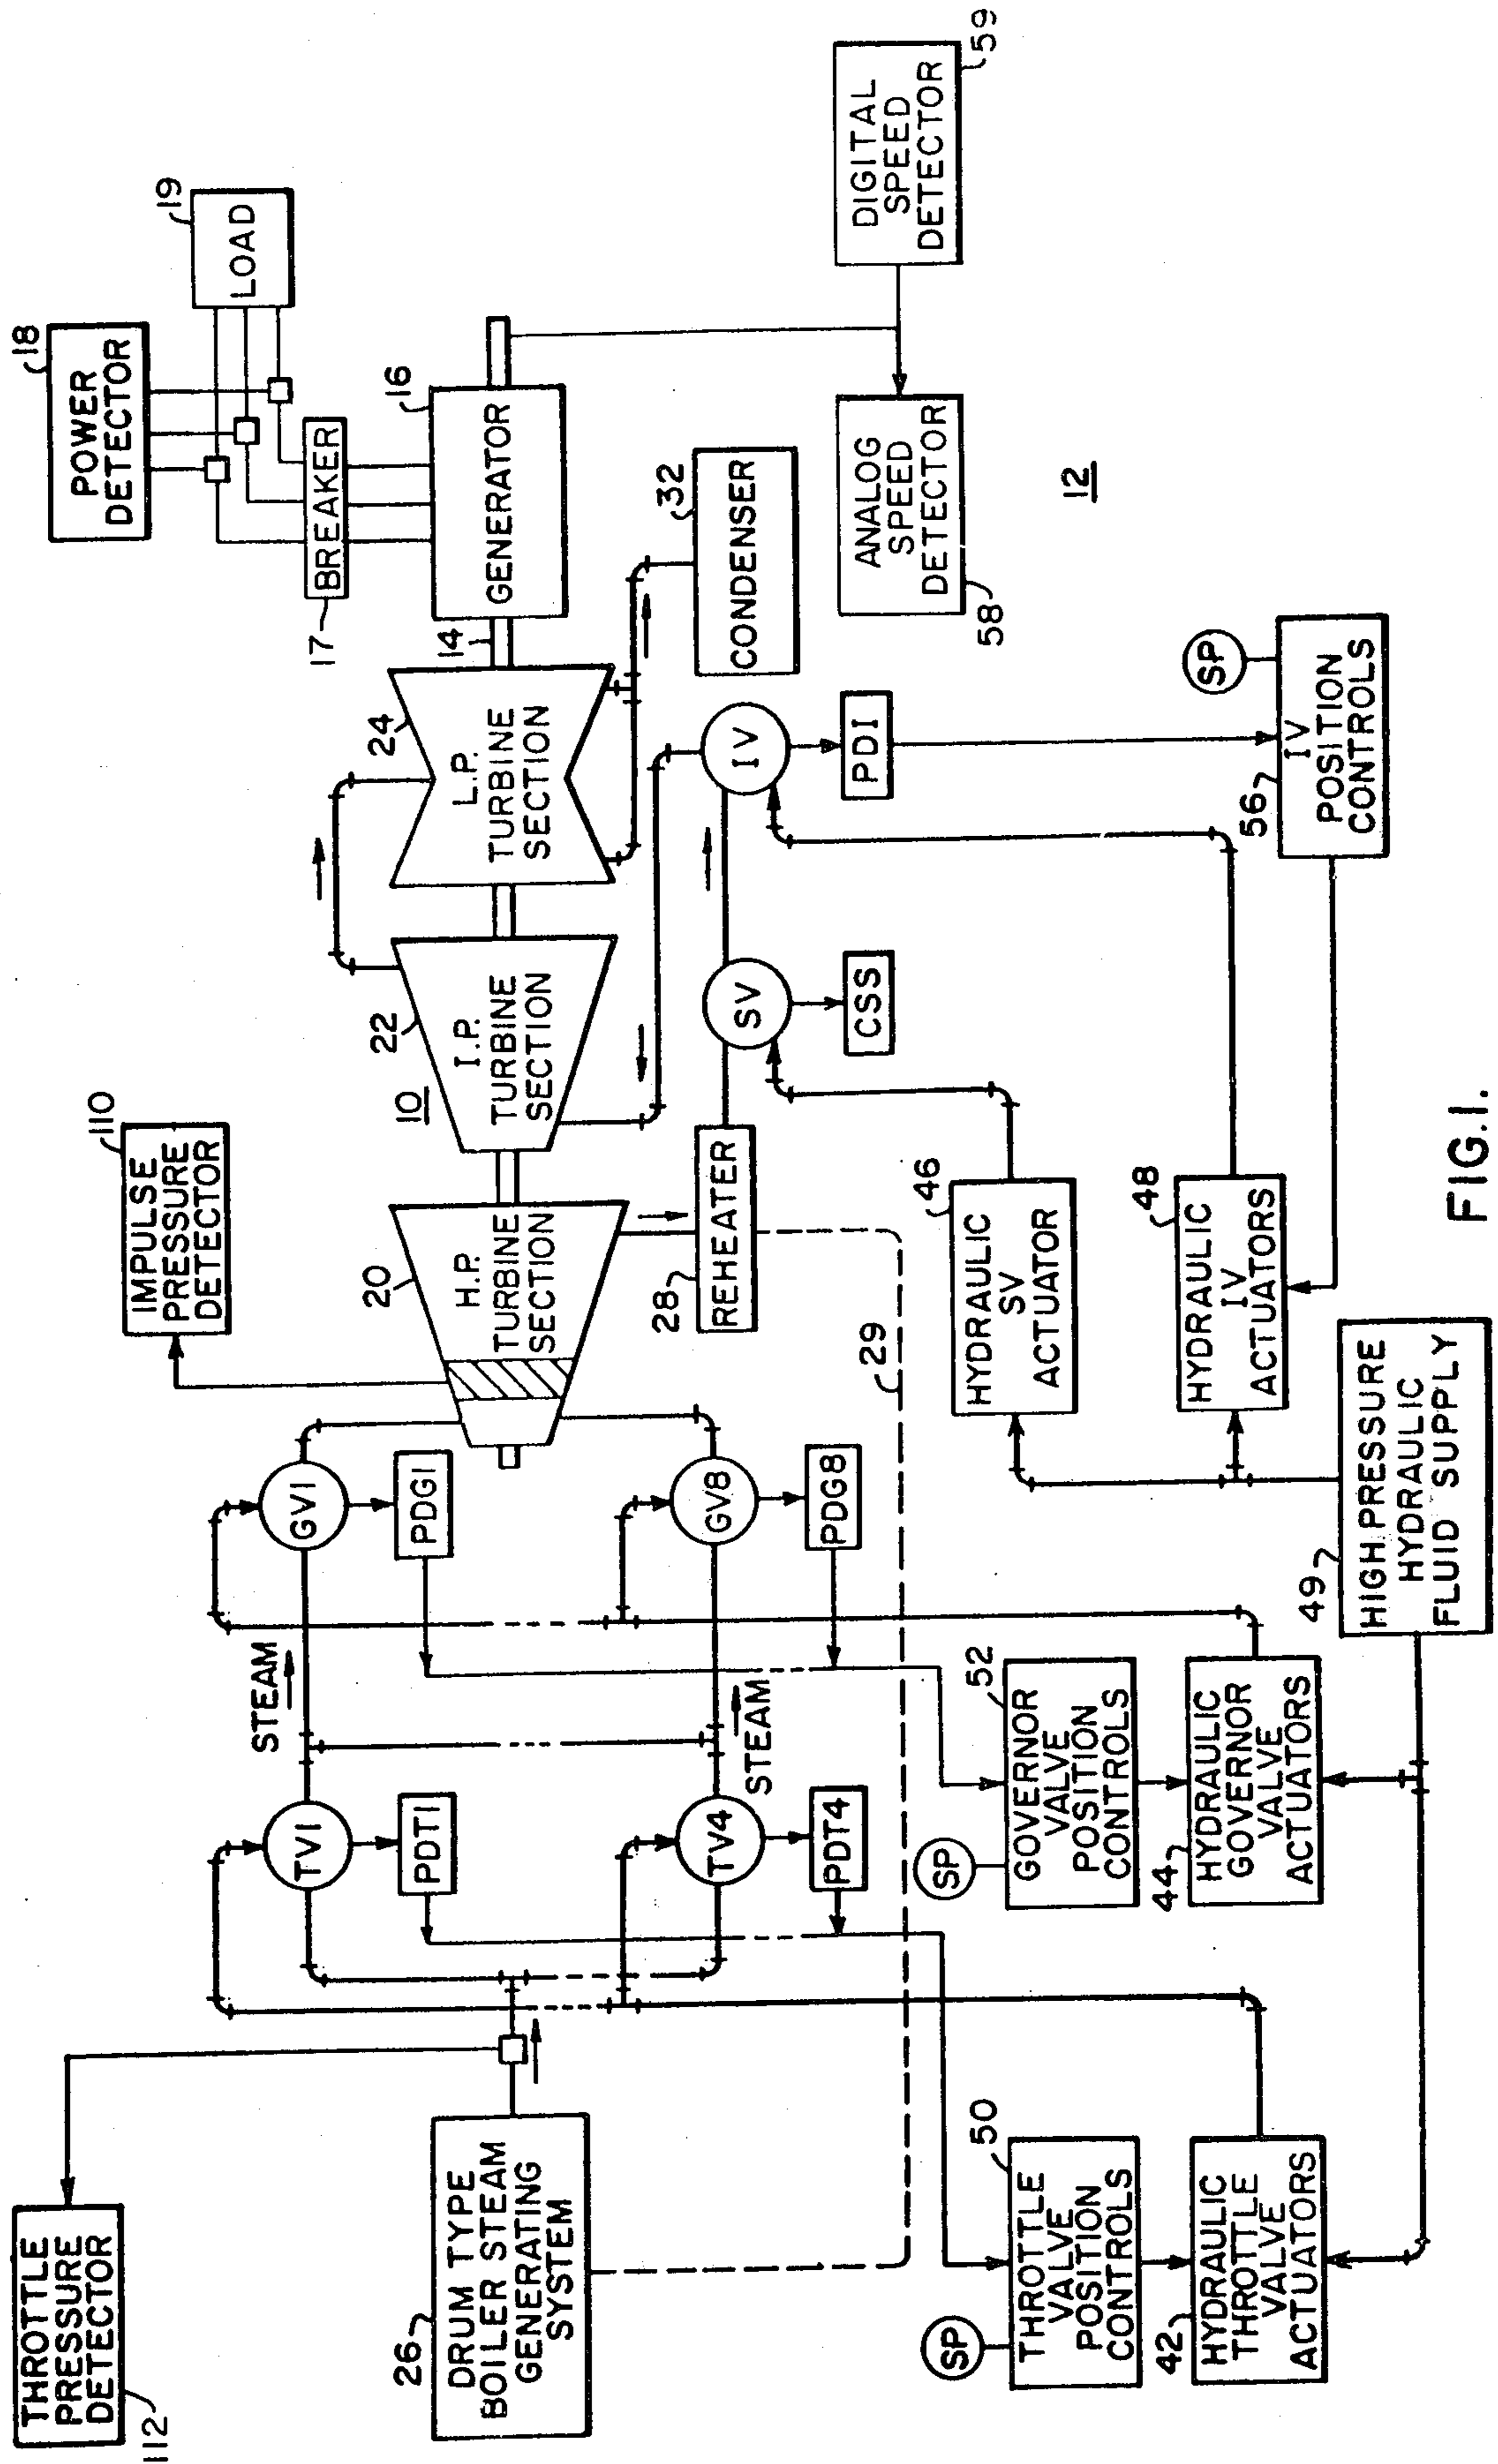 THROTTLE
PRESSURE
DETECTOR
112
IMPULSE
PRESSURE
DETECTOR
110
POWER
DETECTOR
18
LOAD
19
BREAKER
17
DRUM TYPE
BOILER STEAM
GENERATING
SYSTEM
26
TV1
PDT1
STEAM
GV1
PDG1
TV4
PDT4
STEAM
GV8
PDG8
H.P.
TURBINE
SECTION
20
10
I.P.
TURBINE
SECTION
22
L.P.
TURBINE
SECTION
24
14
GENERATOR
16
REHEATER
28
29
SV
CSS
IV
PDI
CONDENSER
32
ANALOG
SPEED
DETECTOR
58
DIGITAL
SPEED
DETECTOR
59
12
SP
THROTTLE
VALVE
POSITION
CONTROLS
50
HYDRAULIC
THROTTLE
VALVE
ACTUATORS
42
SP
GOVERNOR
VALVE
POSITION
CONTROLS
52
HYDRAULIC
GOVERNOR
VALVE
ACTUATORS
44
HYDRAULIC
SV
ACTUATOR
46
HYDRAULIC
IV
ACTUATORS
48
SP
IV
POSITION
CONTROLS
56
HIGH PRESSURE
HYDRAULIC
FLUID SUPPLY
49
FIG.1.